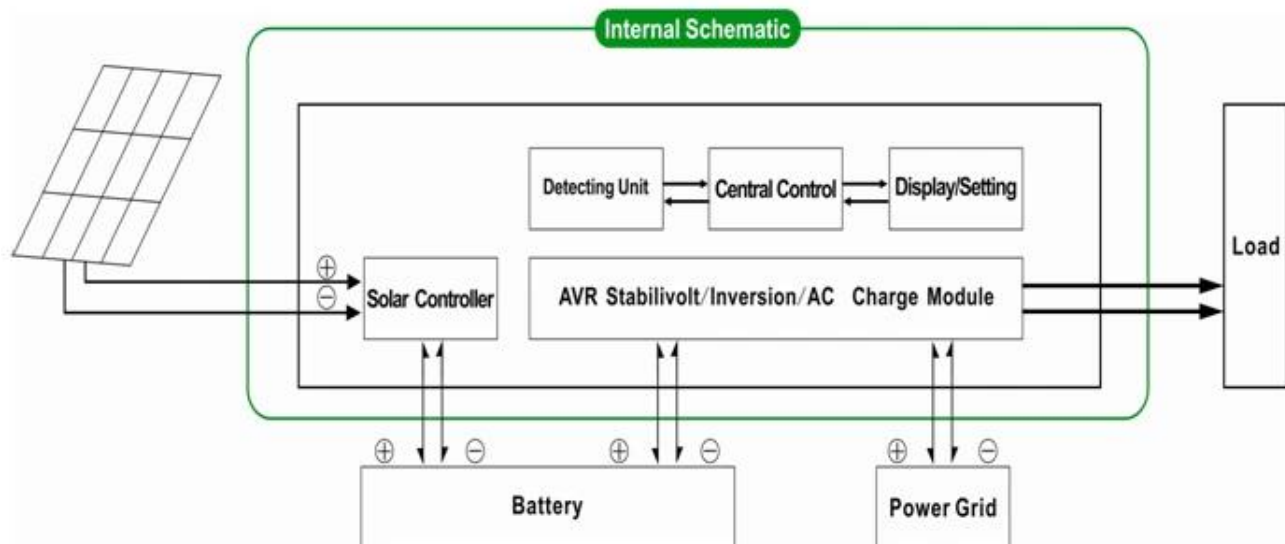 Internal Schematic
Detecting Unit
Central Control
Display/Setting
Load
⊕
⊖
Solar Controller
AVR Stabilivolt/Inversion/AC Charge Module
⊕ ⊖ ⊕ ⊖ ⊕ ⊖
Battery
Power Grid